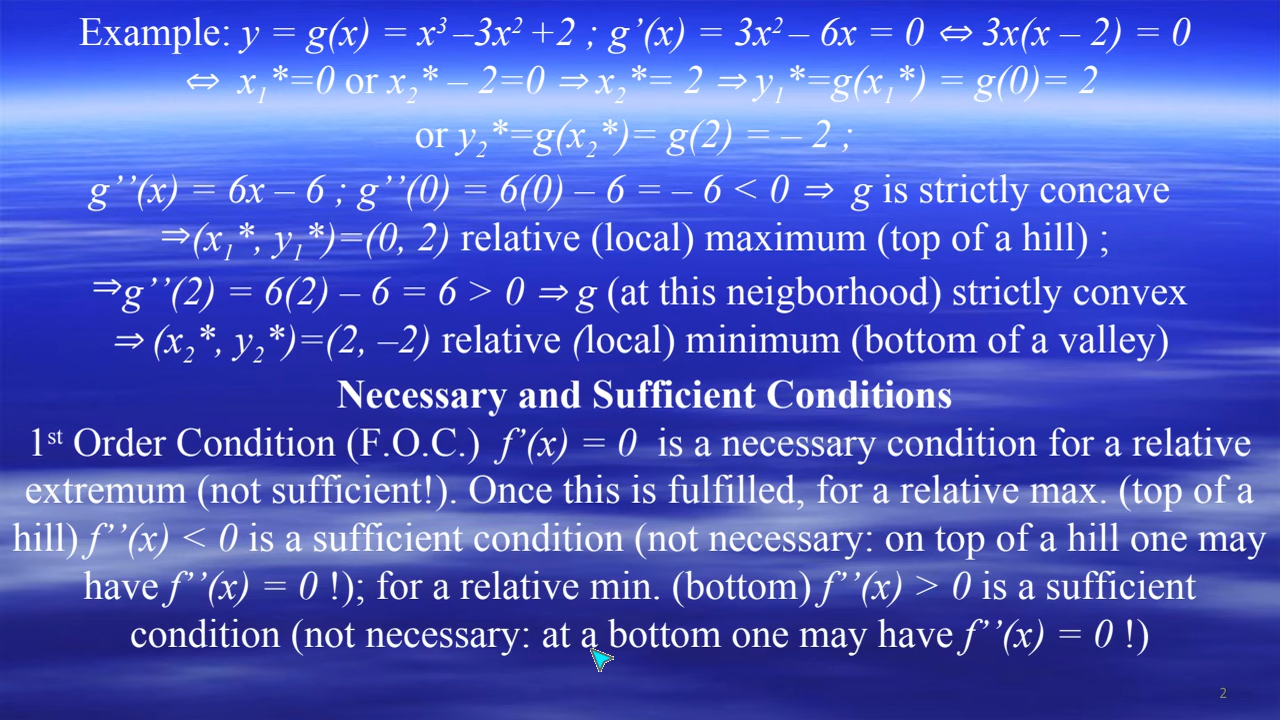 Example: y = g(x) = x³ –3x² +2 ; g’(x) = 3x² – 6x = 0 ⇔ 3x(x – 2) = 0
⇔ x₁*=0 or x₂* – 2=0 ⇒ x₂*= 2 ⇒ y₁*=g(x₁*) = g(0)= 2
or y₂*=g(x₂*)= g(2) = – 2 ;
g’’(x) = 6x – 6 ; g’’(0) = 6(0) – 6 = – 6 < 0 ⇒ g is strictly concave
⇒(x₁*, y₁*)=(0, 2) relative (local) maximum (top of a hill) ;
⇒g’’(2) = 6(2) – 6 = 6 > 0 ⇒ g (at this neigborhood) strictly convex
⇒ (x₂*, y₂*)=(2, –2) relative (local) minimum (bottom of a valley)
Necessary and Sufficient Conditions
1st Order Condition (F.O.C.) f’(x) = 0 is a necessary condition for a relative
extremum (not sufficient!). Once this is fulfilled, for a relative max. (top of a
hill) f’’(x) < 0 is a sufficient condition (not necessary: on top of a hill one may
have f’’(x) = 0 !); for a relative min. (bottom) f’’(x) > 0 is a sufficient
condition (not necessary: at a bottom one may have f’’(x) = 0 !)
2